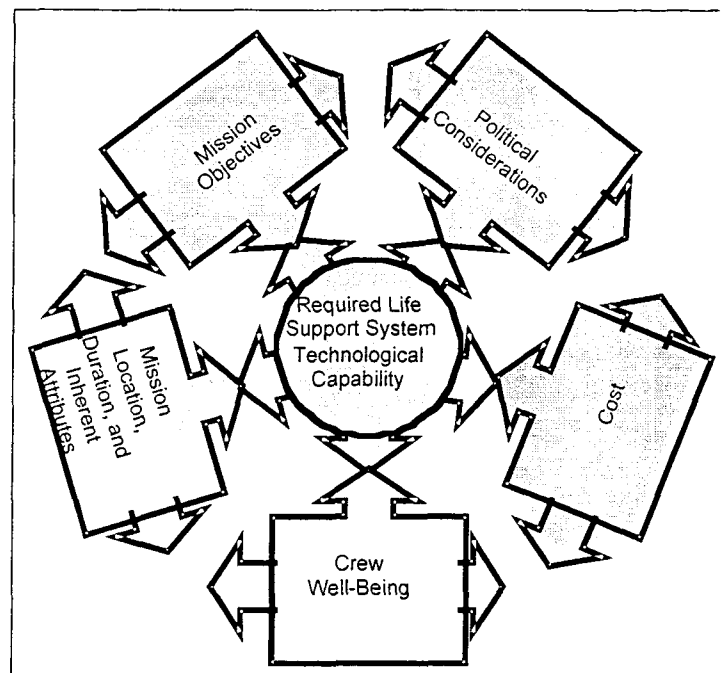 Mission
Objectives
Political
Considerations
Required Life
Support System
Technological
Capability
Mission
Location,
Duration, and
Inherent
Attributes
Cost
Crew
Well-Being